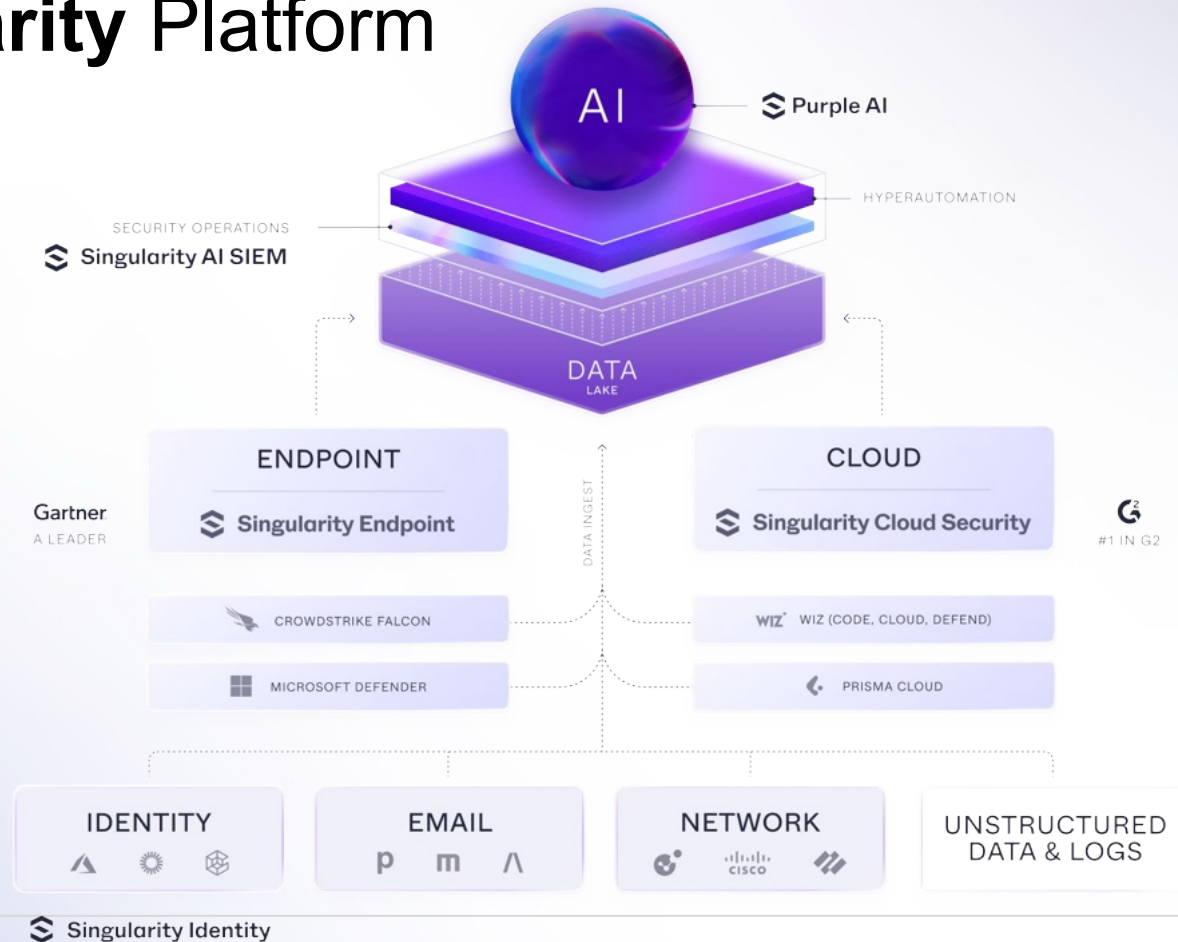 arity Platform
AI
Purple AI
HYPERAUTOMATION
SECURITY OPERATIONS
Singularity AI SIEM
DATA
LAKE
ENDPOINT
Singularity Endpoint
CLOUD
Singularity Cloud Security
Gartner
A LEADER
DATA INGEST
G2
#1 IN G2
CROWDSTRIKE FALCON
WIZ WIZ (CODE, CLOUD, DEFEND)
MICROSOFT DEFENDER
PRISMA CLOUD
IDENTITY
EMAIL
p m
NETWORK
CISCO
UNSTRUCTURED
DATA & LOGS
Singularity Identity